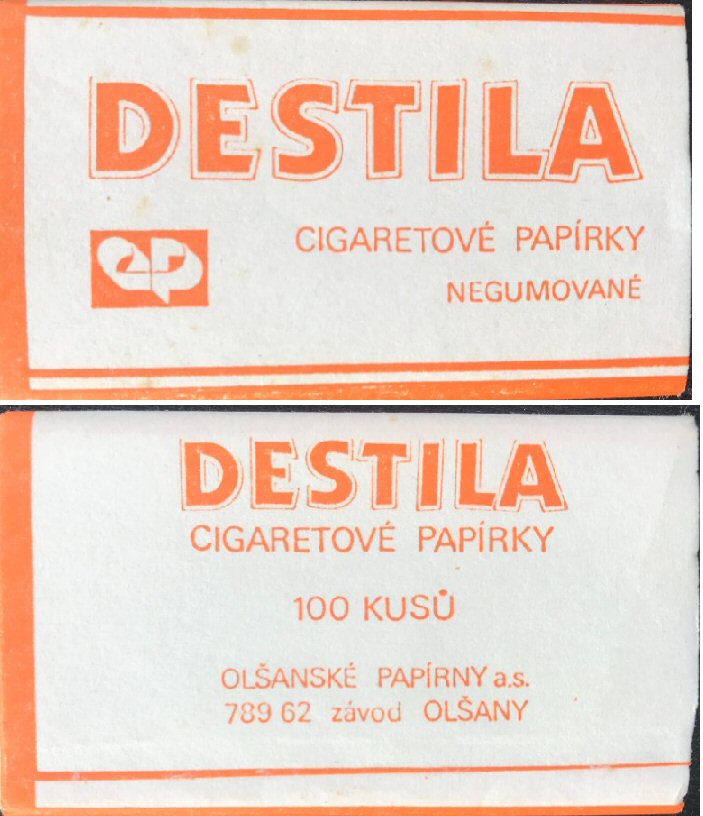 DESTILA
CIGARETOVÉ PAPÍRKY
NEGUMOVANÉ
DESTILA
CIGARETOVÉ PAPÍRKY
100 KUSŮ
OLŠANSKÉ PAPÍRNY a.s.
789 62 závod OLŠANY